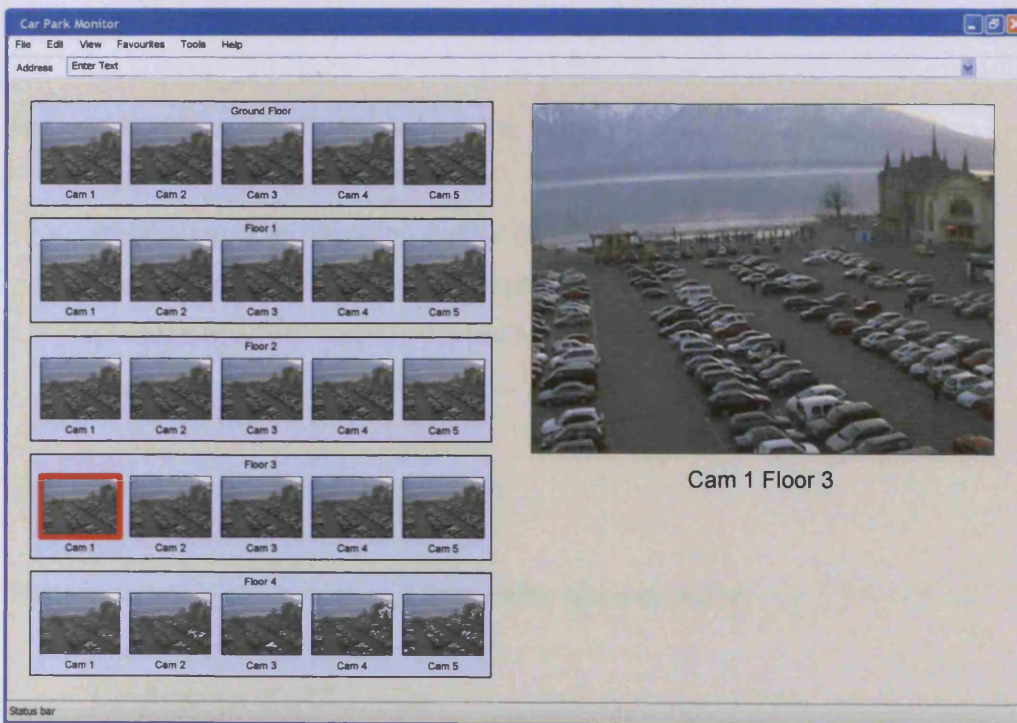 Car Park Monitor
File Edit View Favourites Tools Help
Address Enter Text
Ground Floor
Cam 1 Cam 2 Cam 3 Cam 4 Cam 5
Floor 1
Cam 1 Cam 2 Cam 3 Cam 4 Cam 5
Floor 2
Cam 1 Cam 2 Cam 3 Cam 4 Cam 5
Floor 3
Cam 1 Cam 2 Cam 3 Cam 4 Cam 5
Floor 4
Cam 1 Cam 2 Cam 3 Cam 4 Cam 5
Cam 1 Floor 3
Status bar